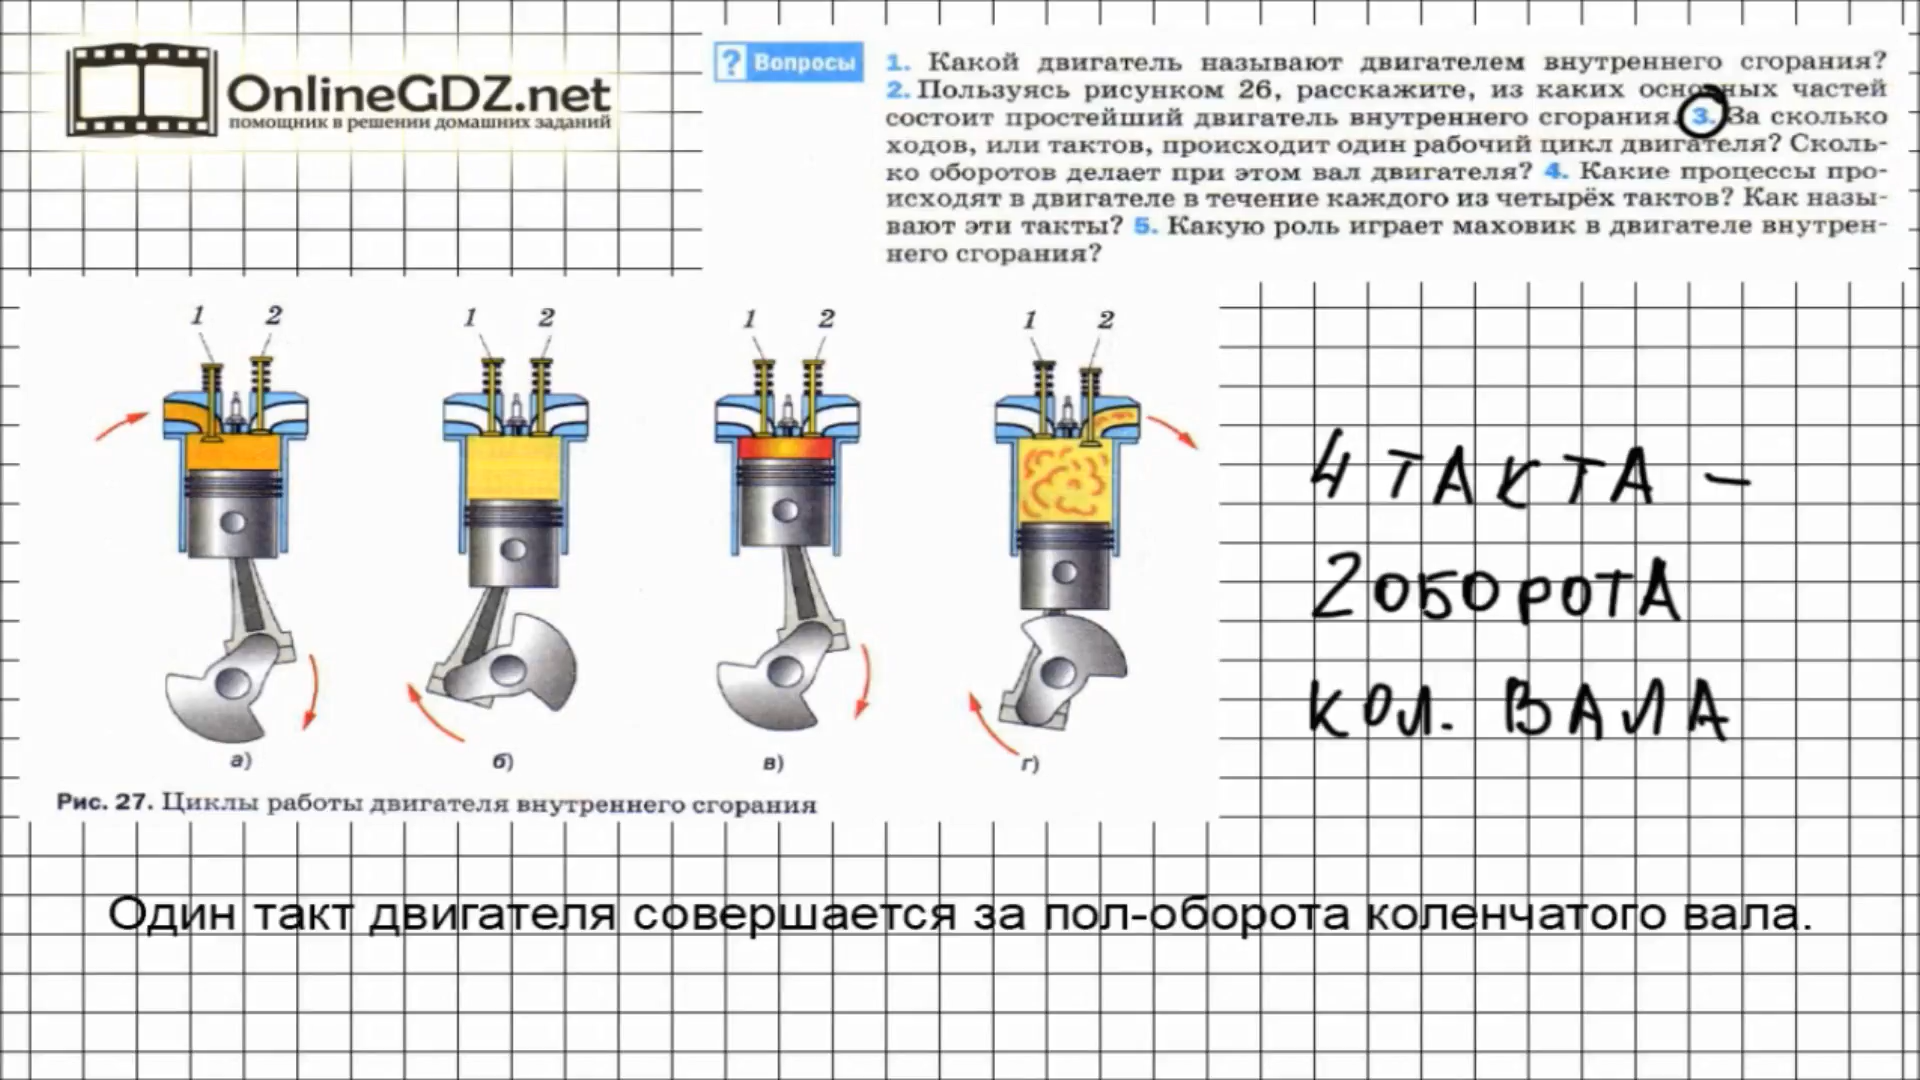 OnlineGDZ.net
помощник в решении домашних заданий
? Вопросы
1. Какой двигатель называют двигателем внутреннего сгорания?
2. Пользуясь рисунком 26, расскажите, из каких основных частей
состоит простейший двигатель внутреннего сгорания. 3. За сколько
ходов, или тактов, происходит один рабочий цикл двигателя? Сколь-
ко оборотов делает при этом вал двигателя? 4. Какие процессы про-
исходят в двигателе в течение каждого из четырёх тактов? Как назы-
вают эти такты? 5. Какую роль играет маховик в двигателе внутрен-
него сгорания?
1 2 1 2 1 2 1 2
4 ТАКТА –
2 ОБОРОТА
КОЛ. ВАЛА
а) б) в) г)
Рис. 27. Циклы работы двигателя внутреннего сгорания
Один такт двигателя совершается за пол-оборота коленчатого вала.